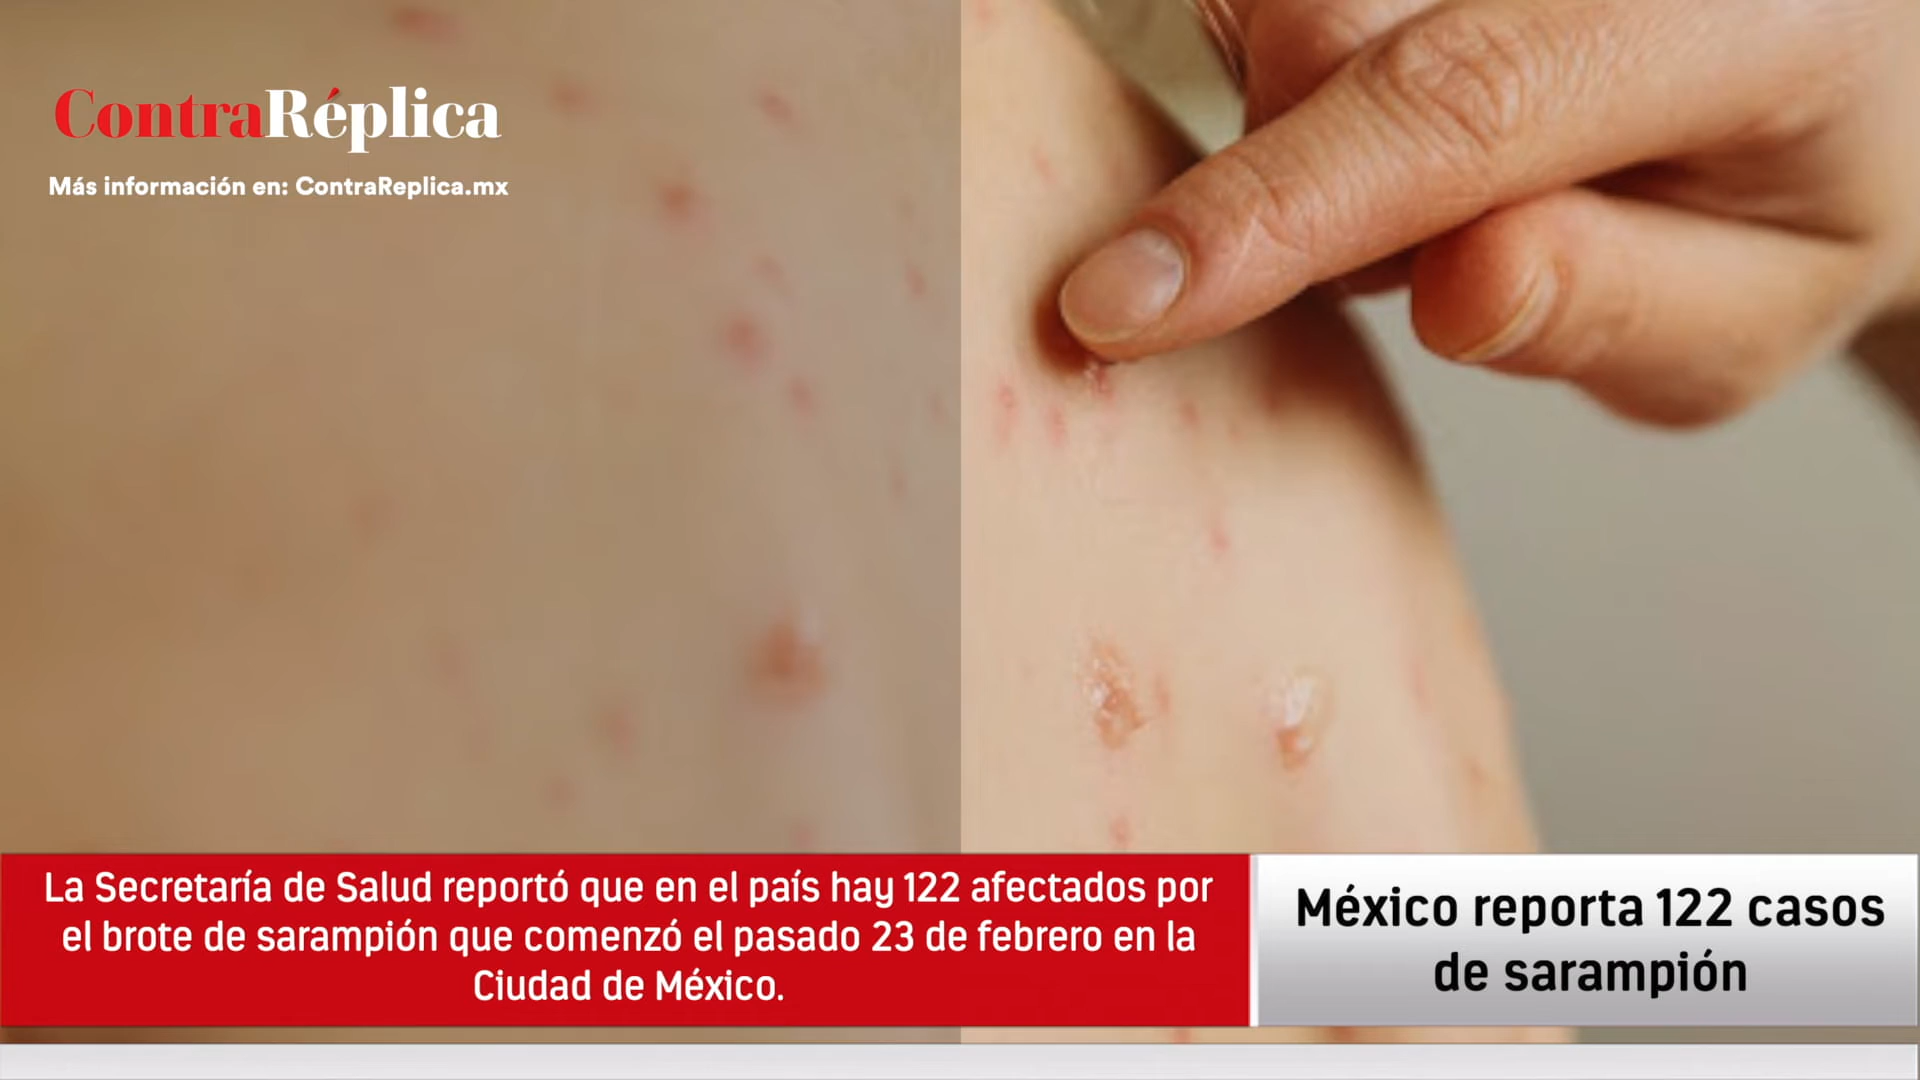 ContraRéplica
Más información en: ContraReplica.mx
La Secretaría de Salud reportó que en el país hay 122 afectados por
el brote de sarampión que comenzó el pasado 23 de febrero en la
Ciudad de México.
México reporta 122 casos
de sarampión